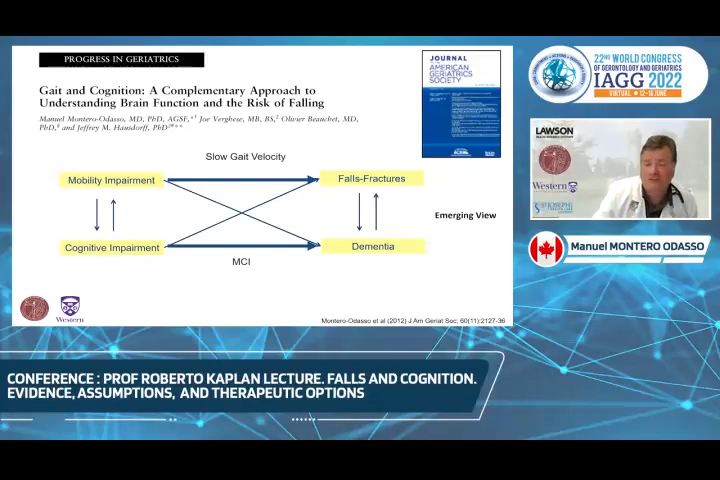 PROGRESS IN GERIATRICS
Gait and Cognition: A Complementary Approach to
Understanding Brain Function and the Risk of Falling
Manuel Montero-Odasso, MD, PhD, AGSF,*† Joe Verghese, MB, BS,‡ Olivier Beauchet, MD,
PhD,§ and Jeffrey M. Hausdorff, PhD
JOURNAL
AMERICAN
GERIATRICS
SOCIETY
Slow Gait Velocity
Mobility Impairment
Falls-Fractures
Emerging View
Cognitive Impairment
Dementia
MCI
Western
Montero-Odasso et al (2012) J Am Geriat Soc; 60(11):2127-36
22ND WORLD CONGRESS
OF GERONTOLOGY AND GERIATRICS
IAGG 2022
VIRTUAL • 12-16 JUNE
LAWSON
Western
ST JOSEPH'S
Manuel MONTERO ODASSO
CONFERENCE : PROF ROBERTO KAPLAN LECTURE. FALLS AND COGNITION.
EVIDENCE, ASSUMPTIONS, AND THERAPEUTIC OPTIONS